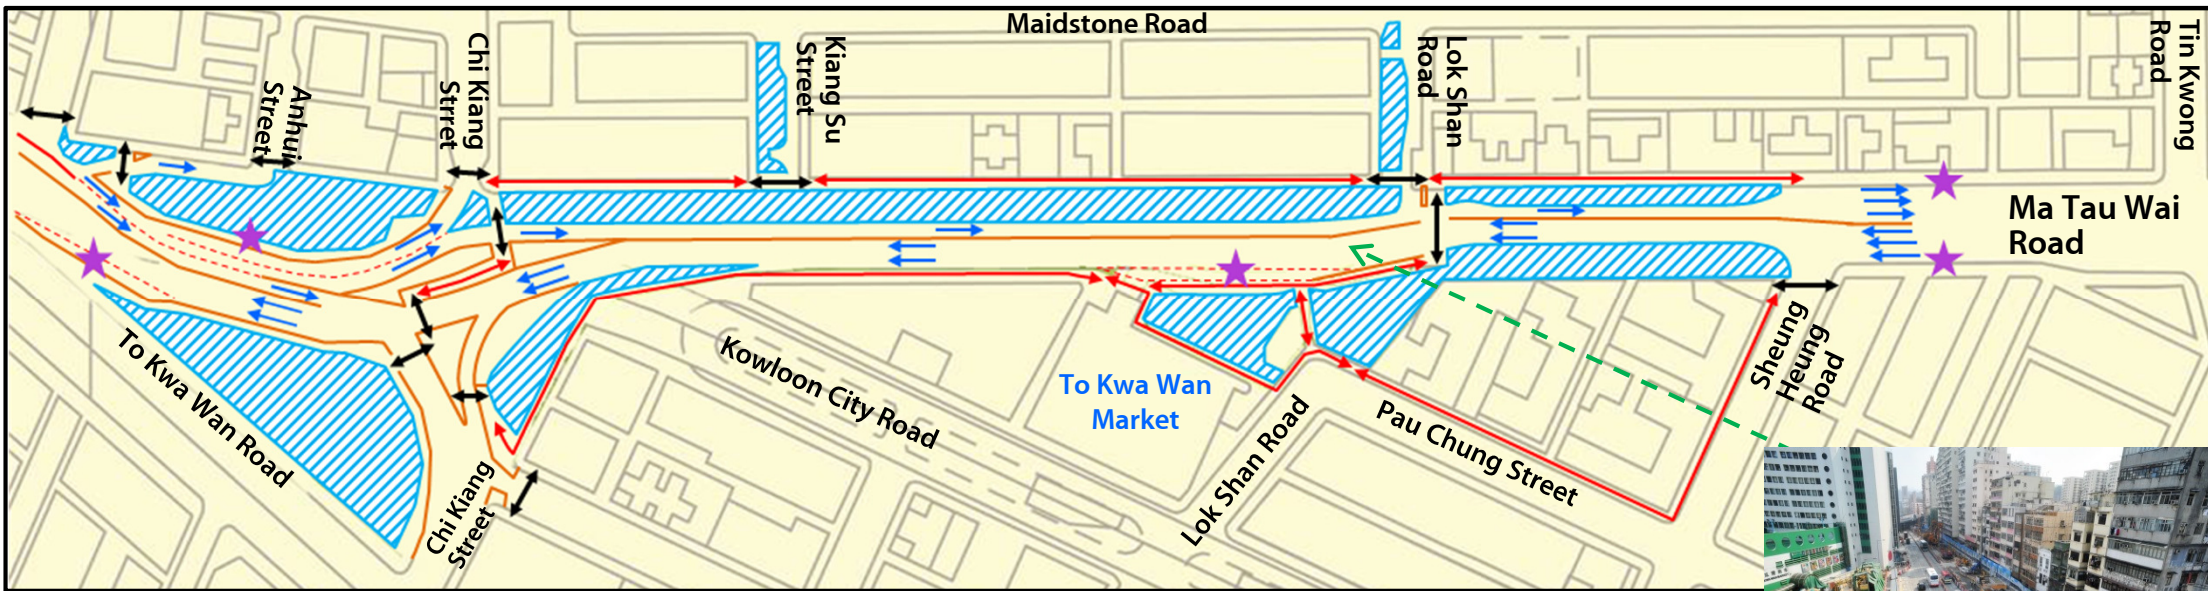 Maidstone Road
Tin Kwong
Road
Chi Kiang
Strret
Kiang Su
Street
Lok Shan
Road
Anhui
Street
Ma Tau Wai
Road
To Kwa Wan Road
Kowloon City Road
To Kwa Wan
Market
Sheung
Heung
Road
Pau Chung Street
Lok Shan Road
Chi Kiang
Street